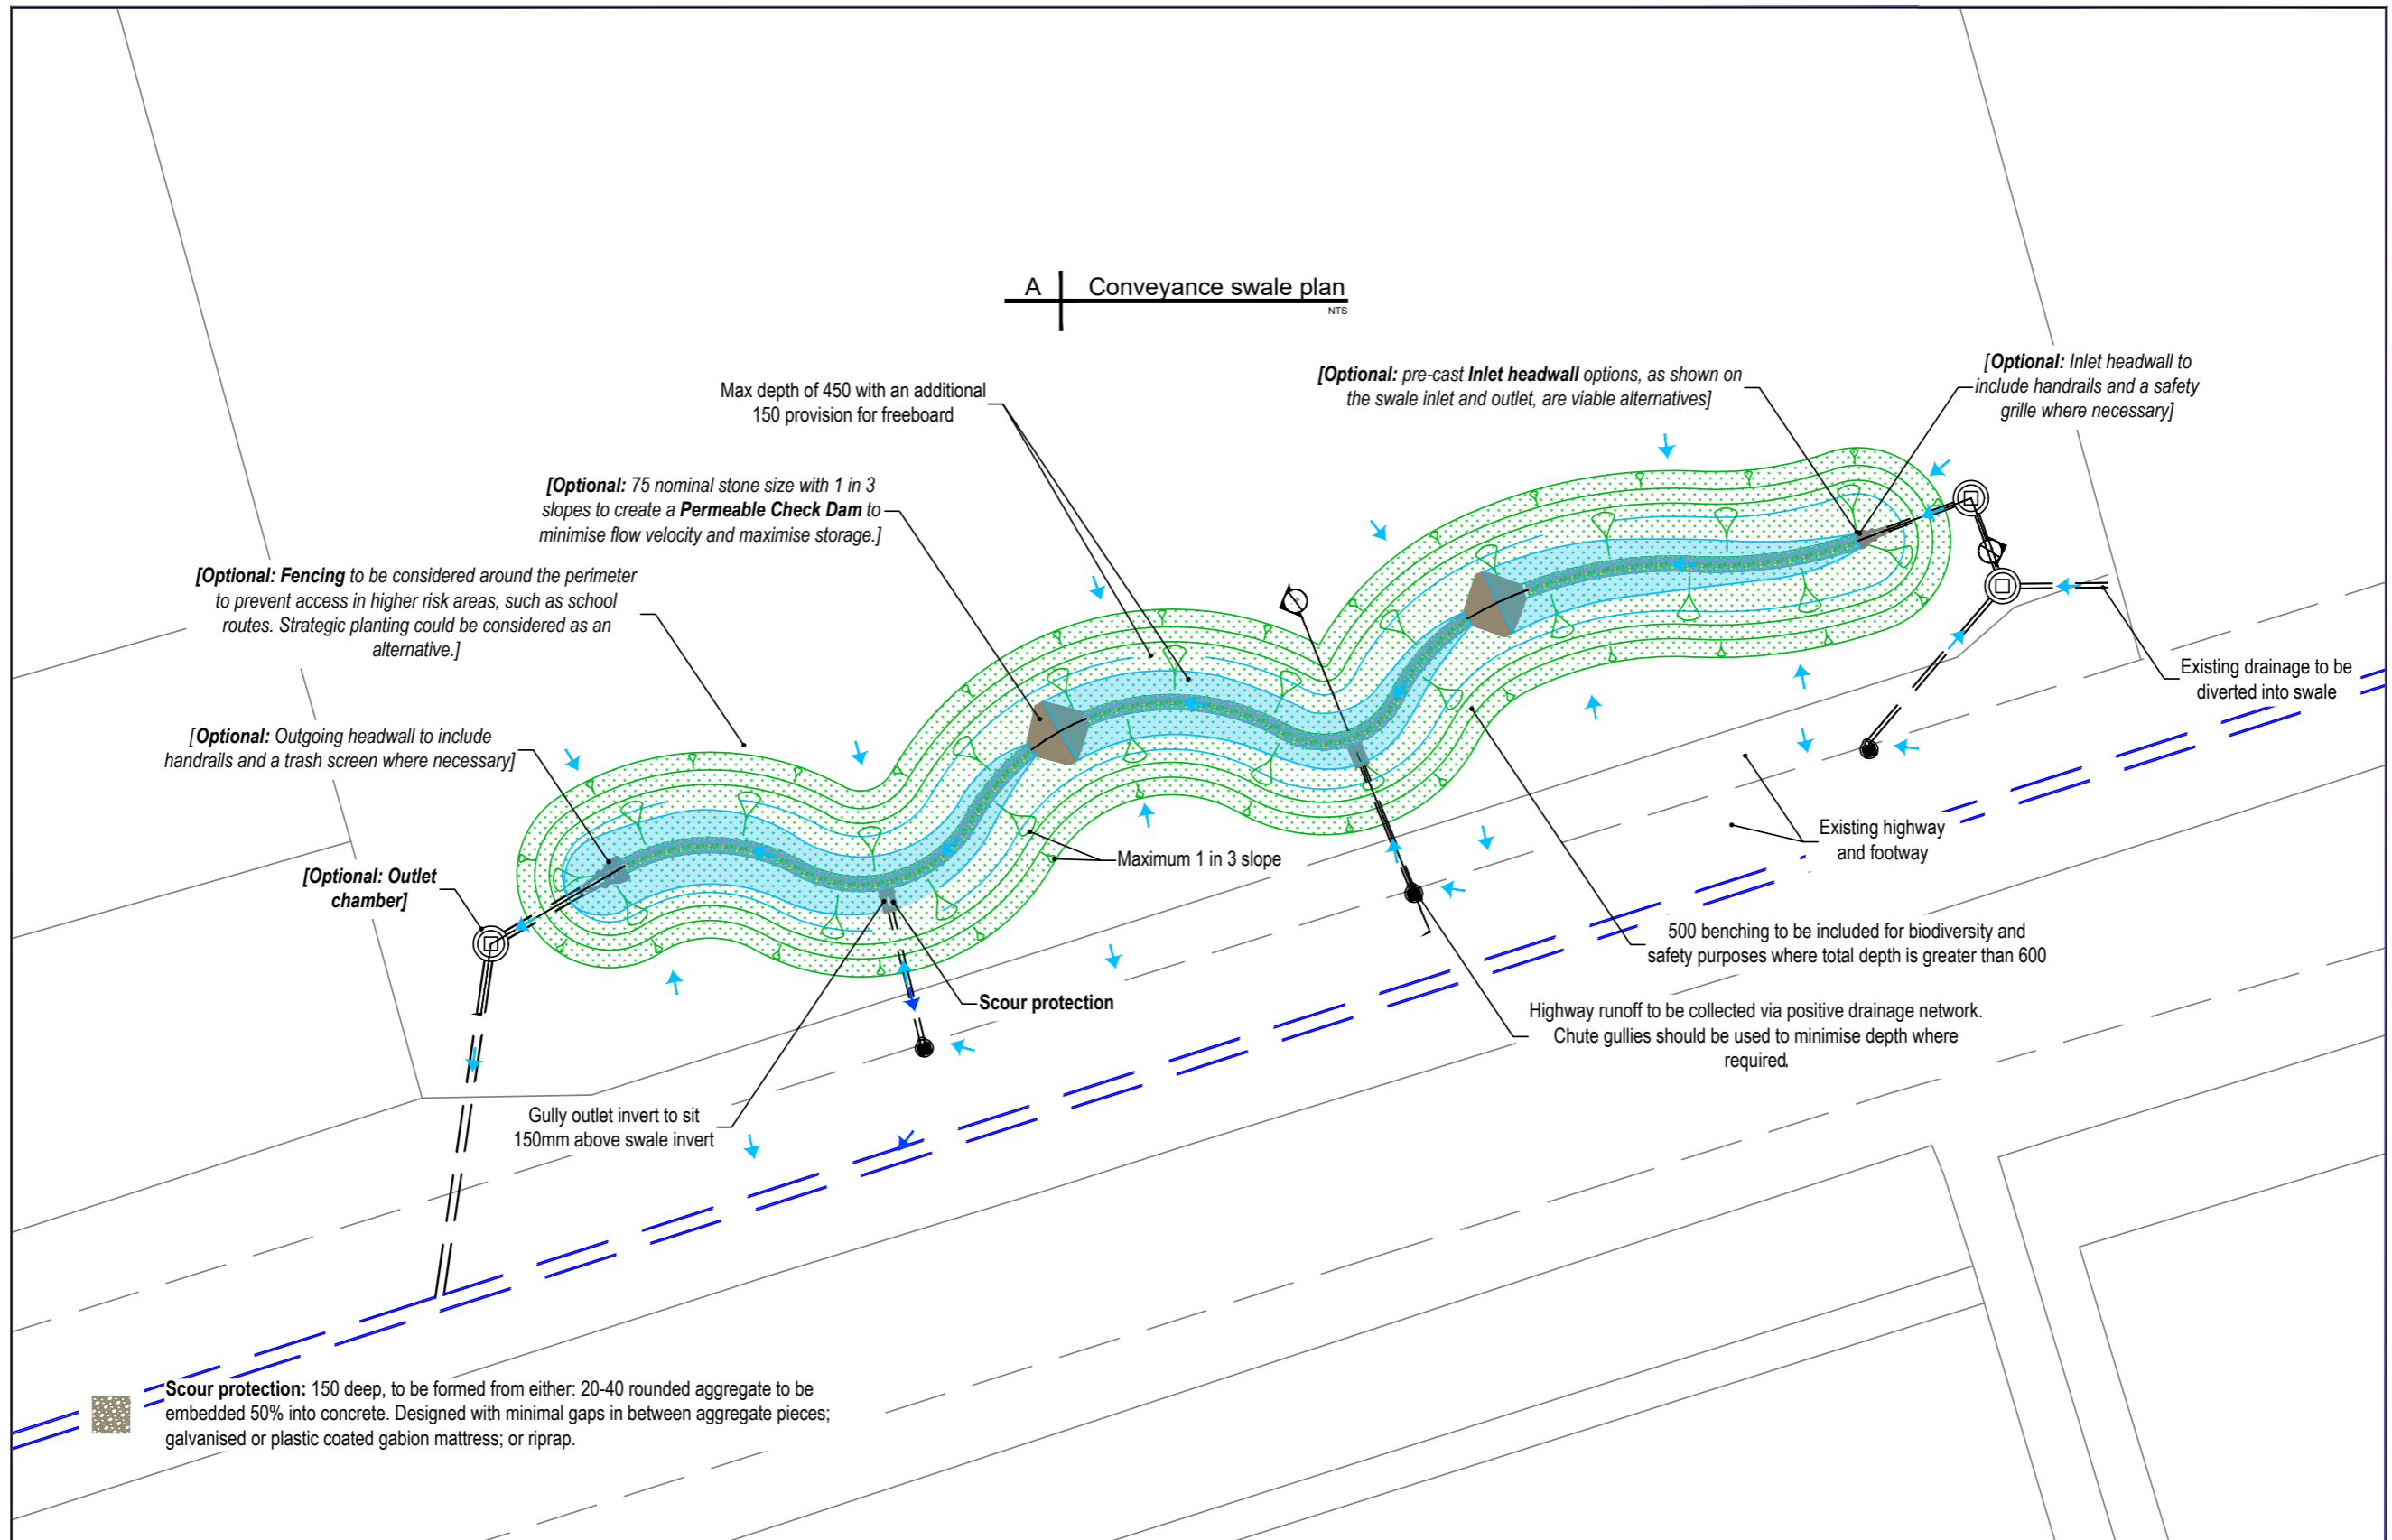 A Conveyance swale plan
NTS
[Optional: Inlet headwall to
include handrails and a safety
grille where necessary]
[Optional: pre-cast Inlet headwall options, as shown on
the swale inlet and outlet, are viable alternatives]
Max depth of 450 with an additional
150 provision for freeboard
[Optional: 75 nominal stone size with 1 in 3
slopes to create a Permeable Check Dam to
minimise flow velocity and maximise storage.]
[Optional: Fencing to be considered around the perimeter
to prevent access in higher risk areas, such as school
routes. Strategic planting could be considered as an
alternative.]
Existing drainage to be
diverted into swale
[Optional: Outgoing headwall to include
handrails and a trash screen where necessary]
Existing highway
and footway
Maximum 1 in 3 slope
[Optional: Outlet
chamber]
500 benching to be included for biodiversity and
safety purposes where total depth is greater than 600
Scour protection
Highway runoff to be collected via positive drainage network.
Chute gullies should be used to minimise depth where
required.
Gully outlet invert to sit
150mm above swale invert
Scour protection: 150 deep, to be formed from either: 20-40 rounded aggregate to be
embedded 50% into concrete. Designed with minimal gaps in between aggregate pieces;
galvanised or plastic coated gabion mattress; or riprap.